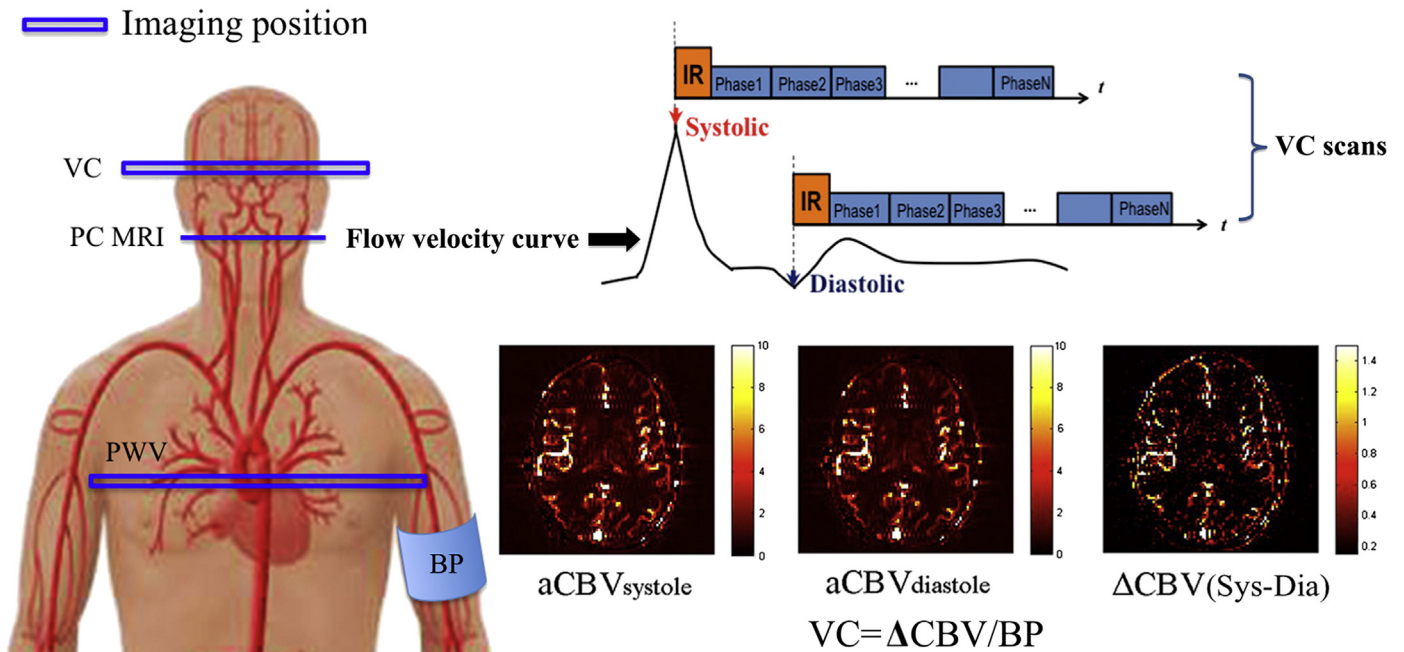 Imaging position
VC
PC MRI
PWV
BP
Flow velocity curve
IR Phase1 Phase2 Phase3 ... PhaseN t
Systolic
IR Phase1 Phase2 Phase3 ... PhaseN t
Diastolic
VC scans
10
8
6
4
2
0
10
8
6
4
2
0
1.4
1.2
1
0.8
0.6
0.4
0.2
aCBVsystole
aCBVdiastole
ΔCBV(Sys-Dia)
VC=ΔCBV/BP